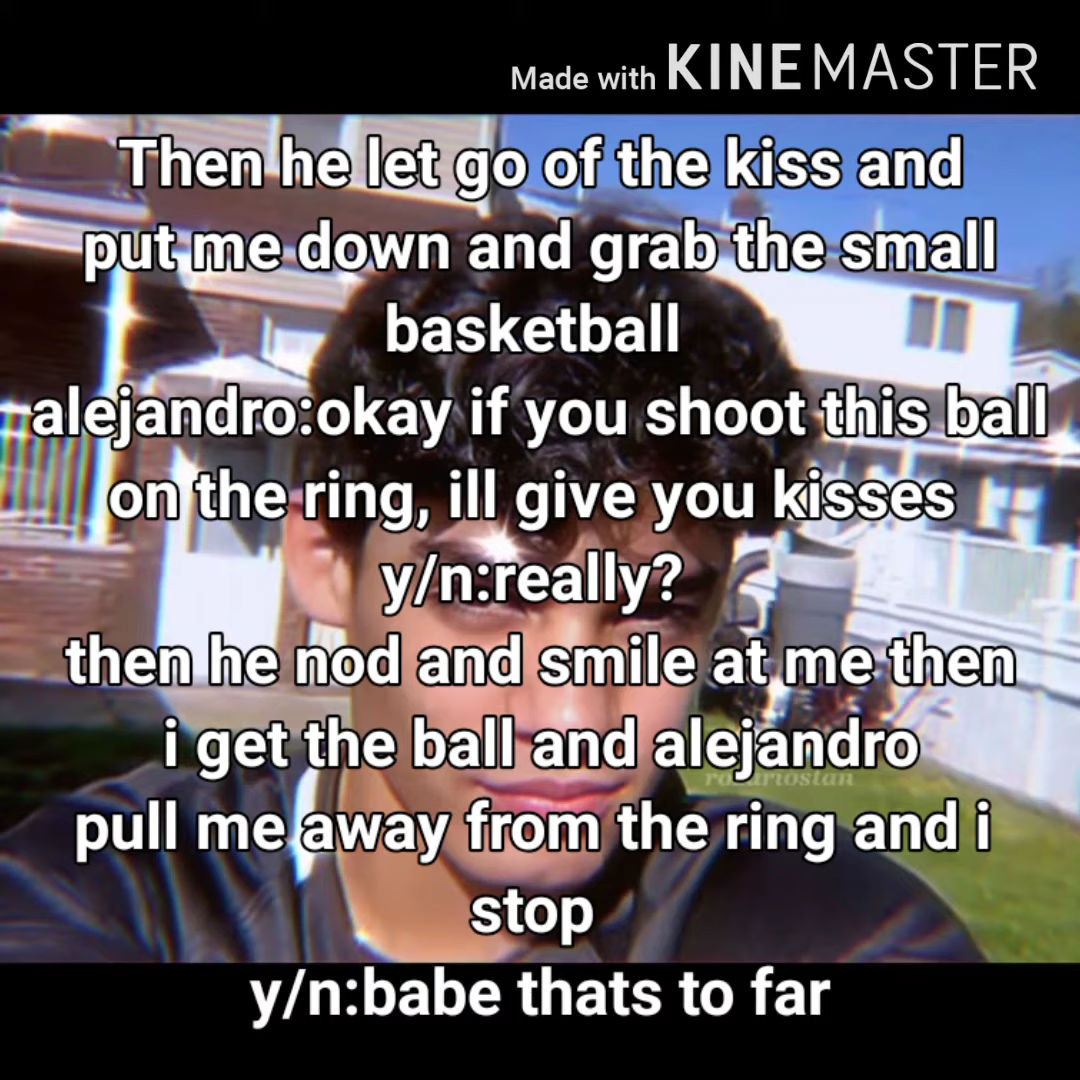 Made with KINEMASTER
Then he let go of the kiss and
put me down and grab the small
basketball
alejandro:okay if you shoot this ball
on the ring, ill give you kisses
y/n:really?
then he nod and smile at me then
i get the ball and alejandro
rosariostan
pull me away from the ring and i
stop
y/n:babe thats to far